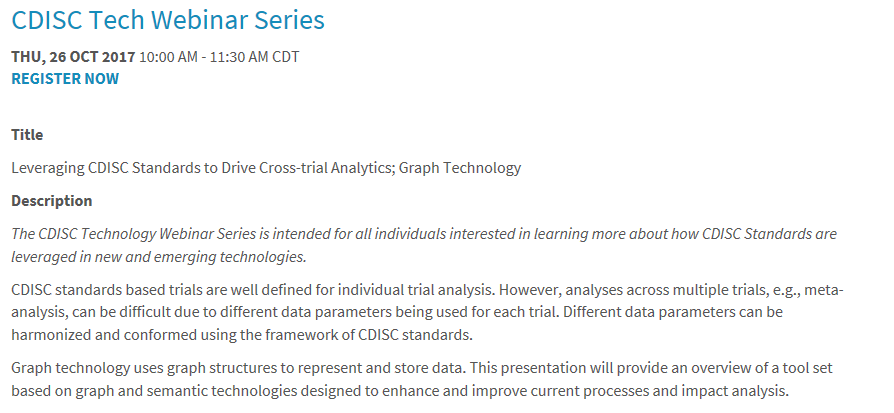 CDISC Tech Webinar Series
THU, 26 OCT 2017 10:00 AM - 11:30 AM CDT
REGISTER NOW
Title
Leveraging CDISC Standards to Drive Cross-trial Analytics; Graph Technology
Description
The CDISC Technology Webinar Series is intended for all individuals interested in learning more about how CDISC Standards are
leveraged in new and emerging technologies.
CDISC standards based trials are well defined for individual trial analysis. However, analyses across multiple trials, e.g., meta-
analysis, can be difficult due to different data parameters being used for each trial. Different data parameters can be
harmonized and conformed using the framework of CDISC standards.
Graph technology uses graph structures to represent and store data. This presentation will provide an overview of a tool set
based on graph and semantic technologies designed to enhance and improve current processes and impact analysis.